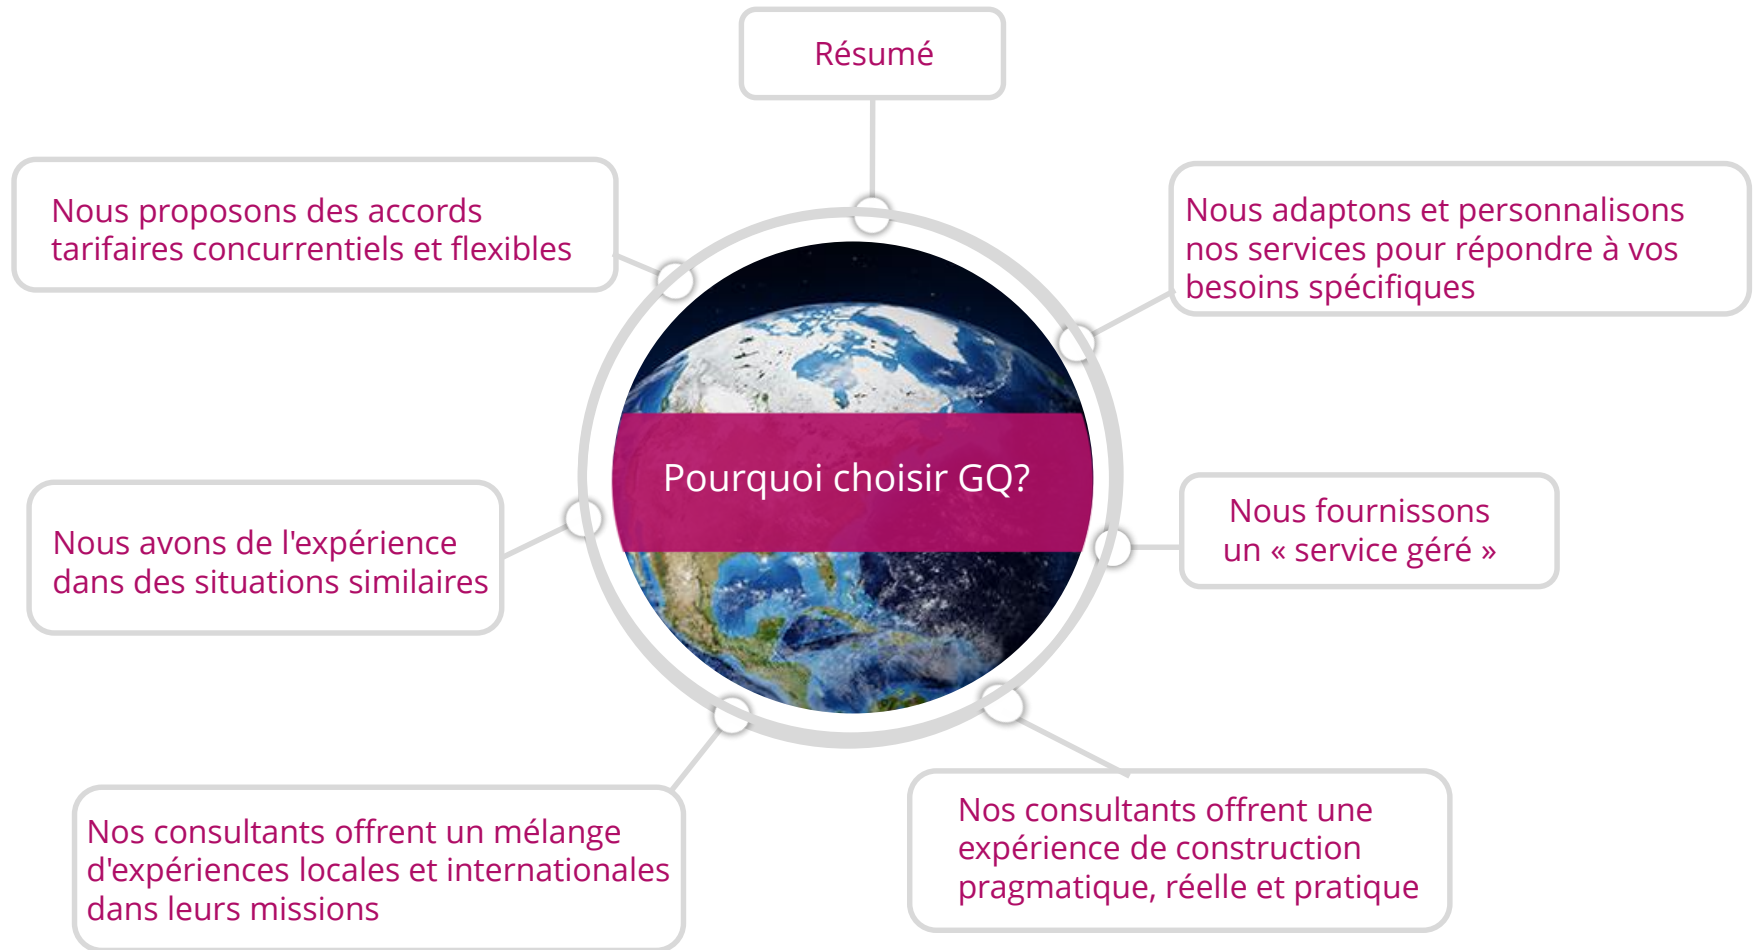 Résumé
Nous proposons des accords
tarifaires concurrentiels et flexibles
Nous adaptons et personnalisons
nos services pour répondre à vos
besoins spécifiques
Pourquoi choisir GQ?
Nous avons de l'expérience
dans des situations similaires
Nous fournissons
un « service géré »
Nos consultants offrent un mélange
d'expériences locales et internationales
dans leurs missions
Nos consultants offrent une
expérience de construction
pragmatique, réelle et pratique